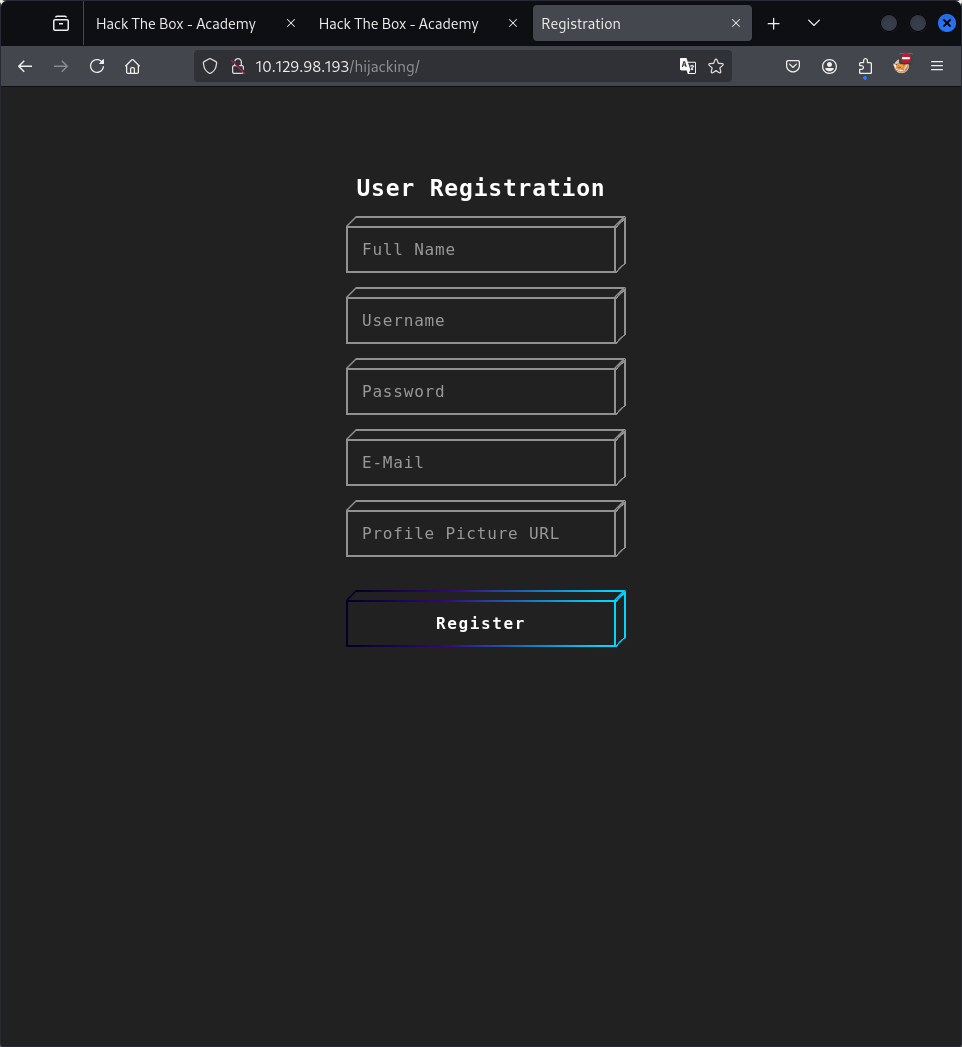 Hack The Box - Academy
Hack The Box - Academy
Registration
10.129.98.193/hijacking/
User Registration
Full Name
Username
Password
E-Mail
Profile Picture URL
Register